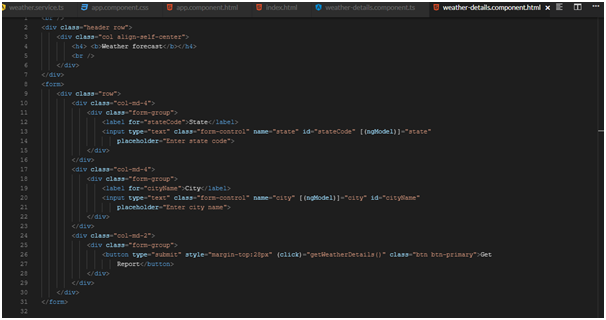 weather.service.ts app.component.css app.component.html index.html weather-details.component.ts weather-details.component.html
1 <br />
2 <div class="header row">
3 <div class="col align-self-center">
4 <h4> <b>Weather forecast</b></h4>
5 <br />
6 </div>
7 </div>
8 <form>
9 <div class="row">
10 <div class="col-md-4">
11 <div class="form-group">
12 <label for="stateCode">State</label>
13 <input type="text" class="form-control" name="state" id="stateCode" [(ngModel)]="state"
14 placeholder="Enter state code">
15 </div>
16 </div>
17 <div class="col-md-4">
18 <div class="form-group">
19 <label for="cityName">City</label>
20 <input type="text" class="form-control" name="city" [(ngModel)]="city" id="cityName"
21 placeholder="Enter city name">
22 </div>
23 </div>
24 <div class="col-md-2">
25 <div class="form-group">
26 <button type="submit" style="margin-top:28px" (click)="getWeatherDetails()" class="btn btn-primary">Get
27 Report</button>
28 </div>
29 </div>
30 </div>
31 </form>
32